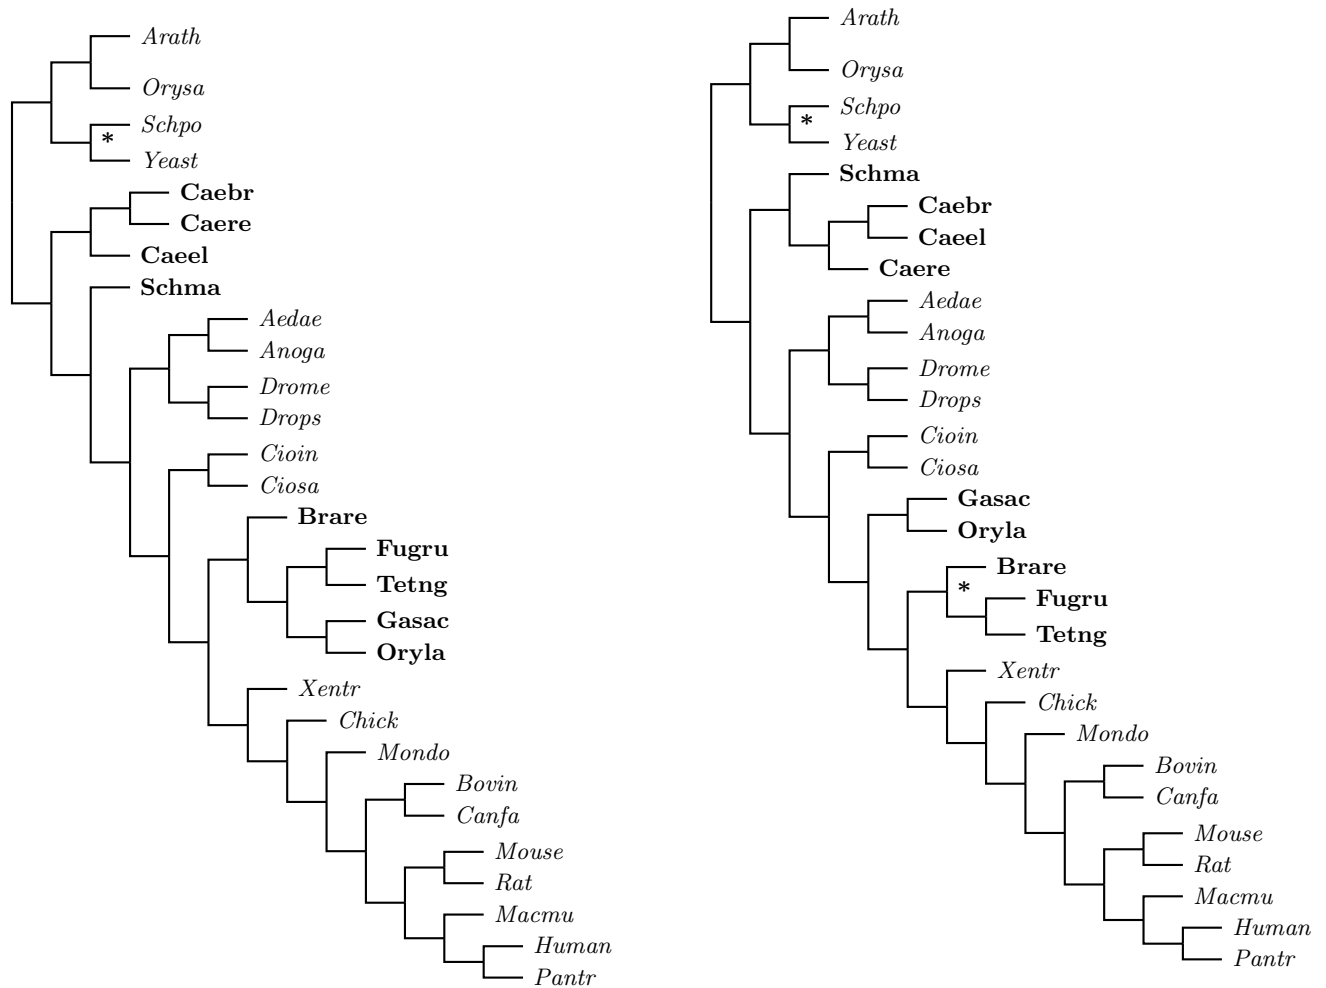 Arath
Orysa
Schpo
*
Yeast
Caebr
Caere
Caeel
Schma
Aedae
Anoga
Drome
Drops
Cioin
Ciosa
Brare
Fugru
Tetng
Gasac
Oryla
Xentr
Chick
Mondo
Bovin
Canfa
Mouse
Rat
Macmu
Human
Pantr
Arath
Orysa
Schpo
*
Yeast
Schma
Caebr
Caeel
Caere
Aedae
Anoga
Drome
Drops
Cioin
Ciosa
Gasac
Oryla
Brare
*
Fugru
Tetng
Xentr
Chick
Mondo
Bovin
Canfa
Mouse
Rat
Macmu
Human
Pantr